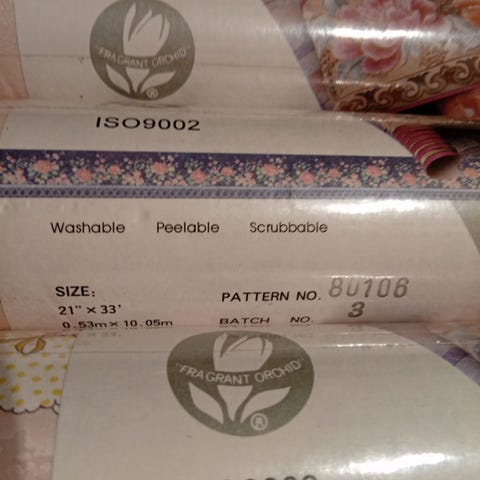 "FRAGRANT ORCHID"
®
ISO9002
Washable Peelable Scrubbable
SIZE:
21" × 33'
0.53m × 10.05m
PATTERN NO. 80106
BATCH NO. 3
"FRAGRANT ORCHID"
®